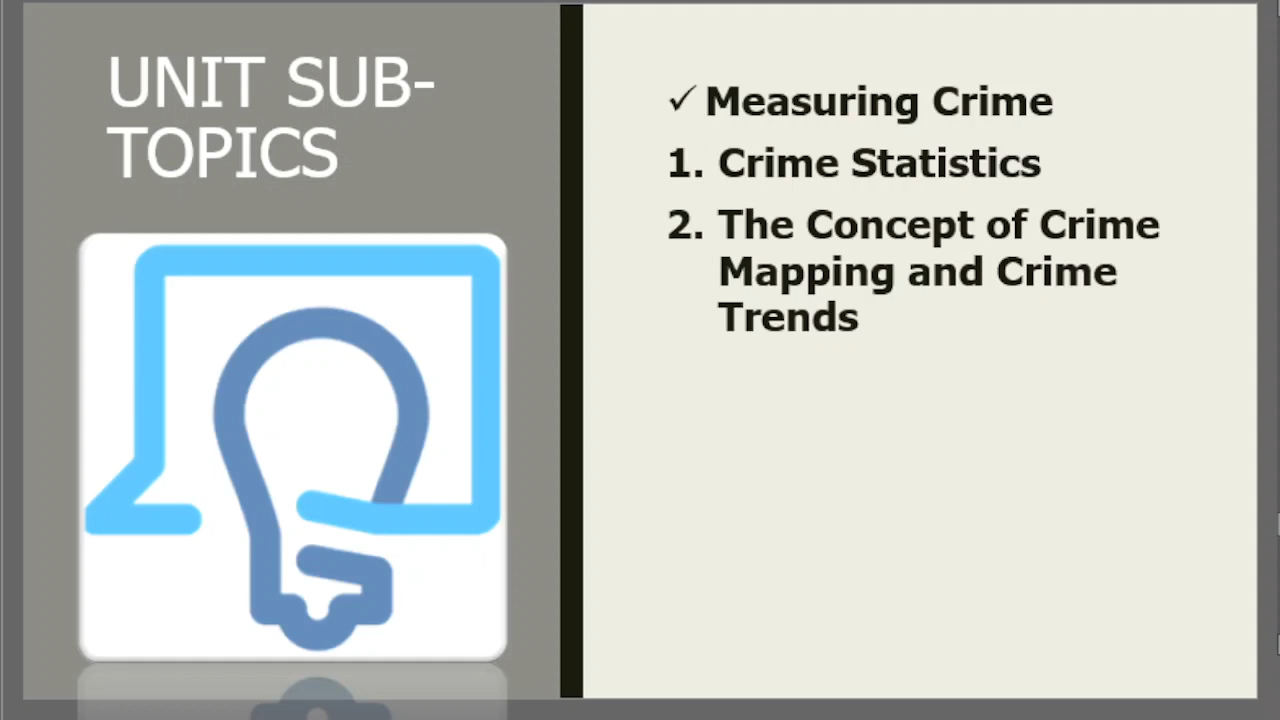 UNIT SUB-
TOPICS
✓ Measuring Crime
1. Crime Statistics
2. The Concept of Crime
Mapping and Crime
Trends